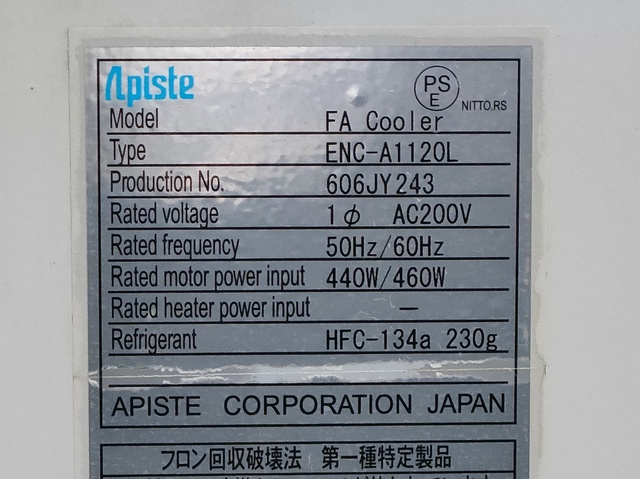 Apiste
PS E NITTO.RS
Model FA Cooler
Type ENC-A1120L
Production No. 606JY243
Rated voltage 1φ AC200V
Rated frequency 50Hz/60Hz
Rated motor power input 440W/460W
Rated heater power input —
Refrigerant HFC-134a 230g
APISTE CORPORATION JAPAN
フロン回収破壊法 第一種特定製品